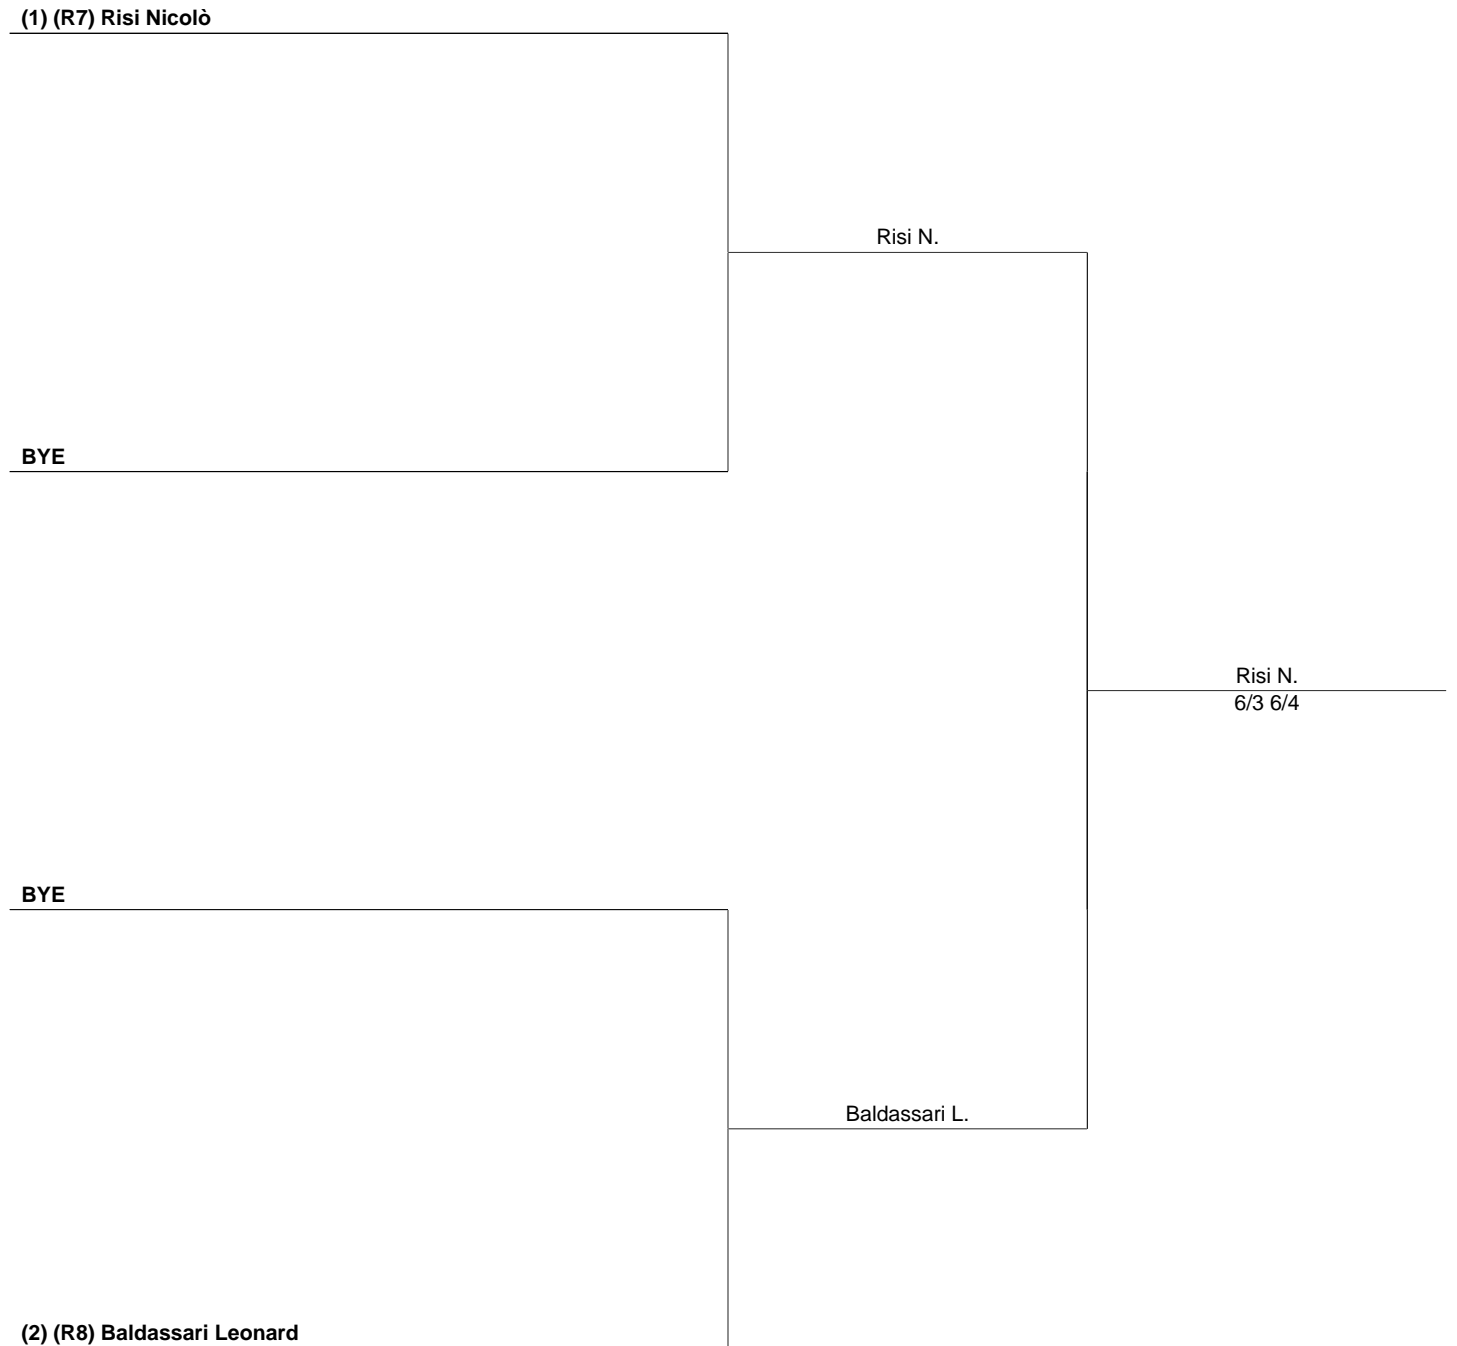 (1) (R7) Risi Nicolò
Risi N.
BYE
Risi N.
6/3 6/4
BYE
Baldassari L.
(2) (R8) Baldassari Leonard